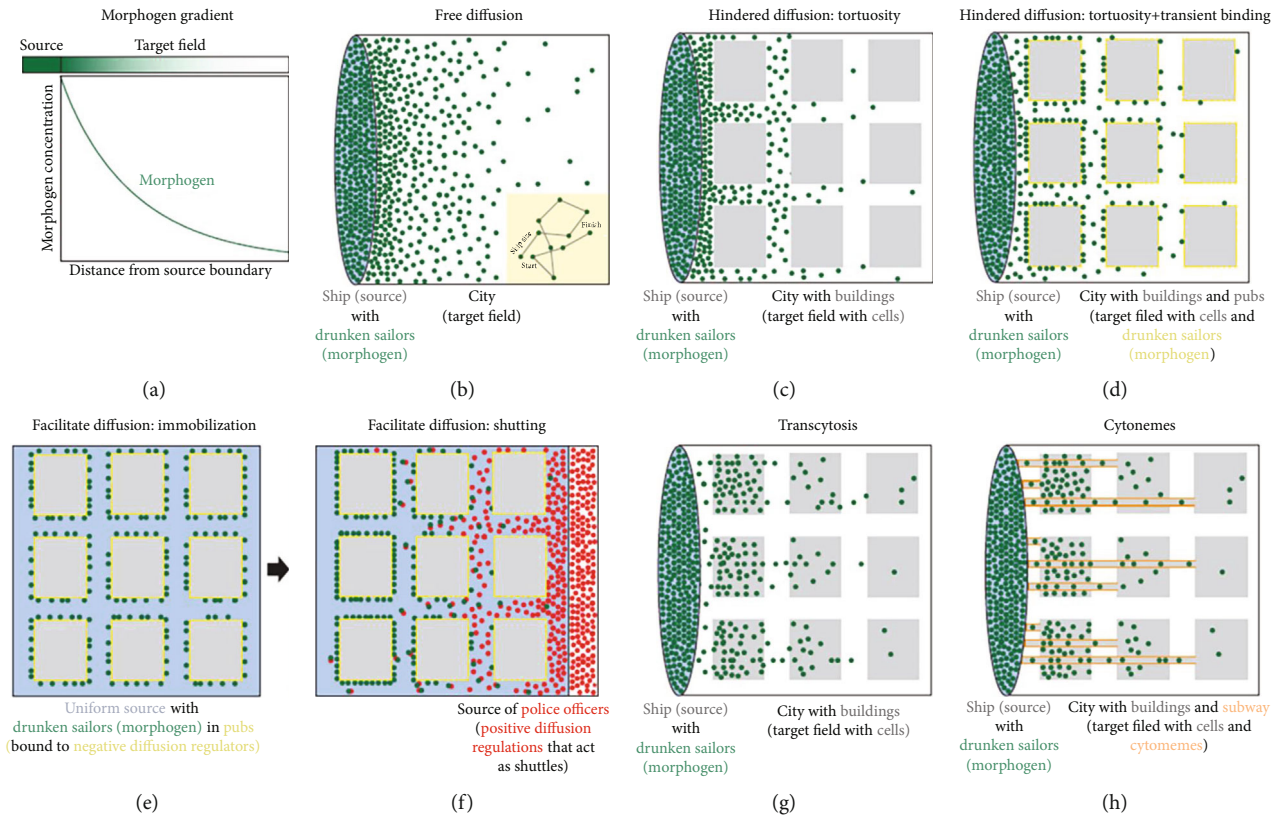 Morphogen gradient
Source
Target field
Morphogen concentration
Morphogen
Distance from source boundary
(a)
Free diffusion
Step size
Finish
Start
Ship (source)
with
drunken sailors
(morphogen)
City
(target field)
(b)
Hindered diffusion: tortuosity
Ship (source)
with
drunken sailors
(morphogen)
City with buildings
(target field with cells)
(c)
Hindered diffusion: tortuosity+transient binding
Ship (source)
with
drunken sailors
(morphogen)
City with buildings and pubs
(target filed with cells and
drunken sailors
(morphogen)
(d)
Facilitate diffusion: immobilization
Uniform source with
drunken sailors (morphogen) in pubs
(bound to negative diffusion regulators)
(e)
Facilitate diffusion: shutting
Source of police officers
(positive diffusion
regulations that act
as shuttles)
(f)
Transcytosis
Ship (source)
with
drunken sailors
(morphogen)
City with buildings
(target field with cells)
(g)
Cytonemes
Ship (source)
with
drunken sailors
(morphogen)
City with buildings and subway
(target filed with cells and
cytomemes)
(h)